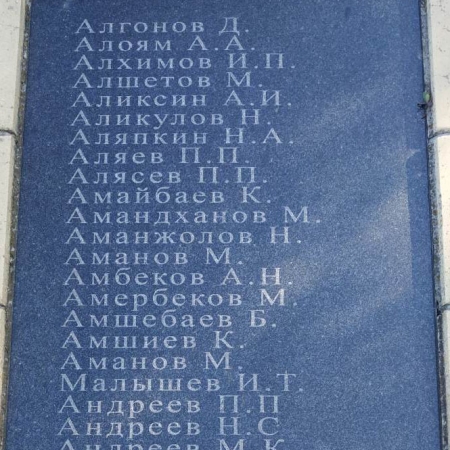 Алгонов Д.
Алоям А.А.
Алхимов И.П.
Алшетов М.
Аликсин А.И.
Аликулов Н.
Аляпкин Н.А.
Аляев П.П.
Алясев П.П.
Амайбаев К.
Амандханов М.
Аманжолов Н.
Аманов М.
Амбеков А.Н.
Амербеков М.
Амшебаев Б.
Амшиев К.
Аманов М.
Малышев И.Т.
Андреев П.П
Андреев Н.С
Андреев М.К